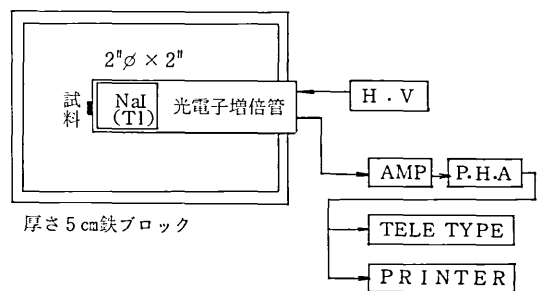 2"φ × 2"
試料
NaI
(Tl)
光電子増倍管
H・V
AMP
P.H.A
厚さ5cm鉄ブロック
TELE TYPE
PRINTER